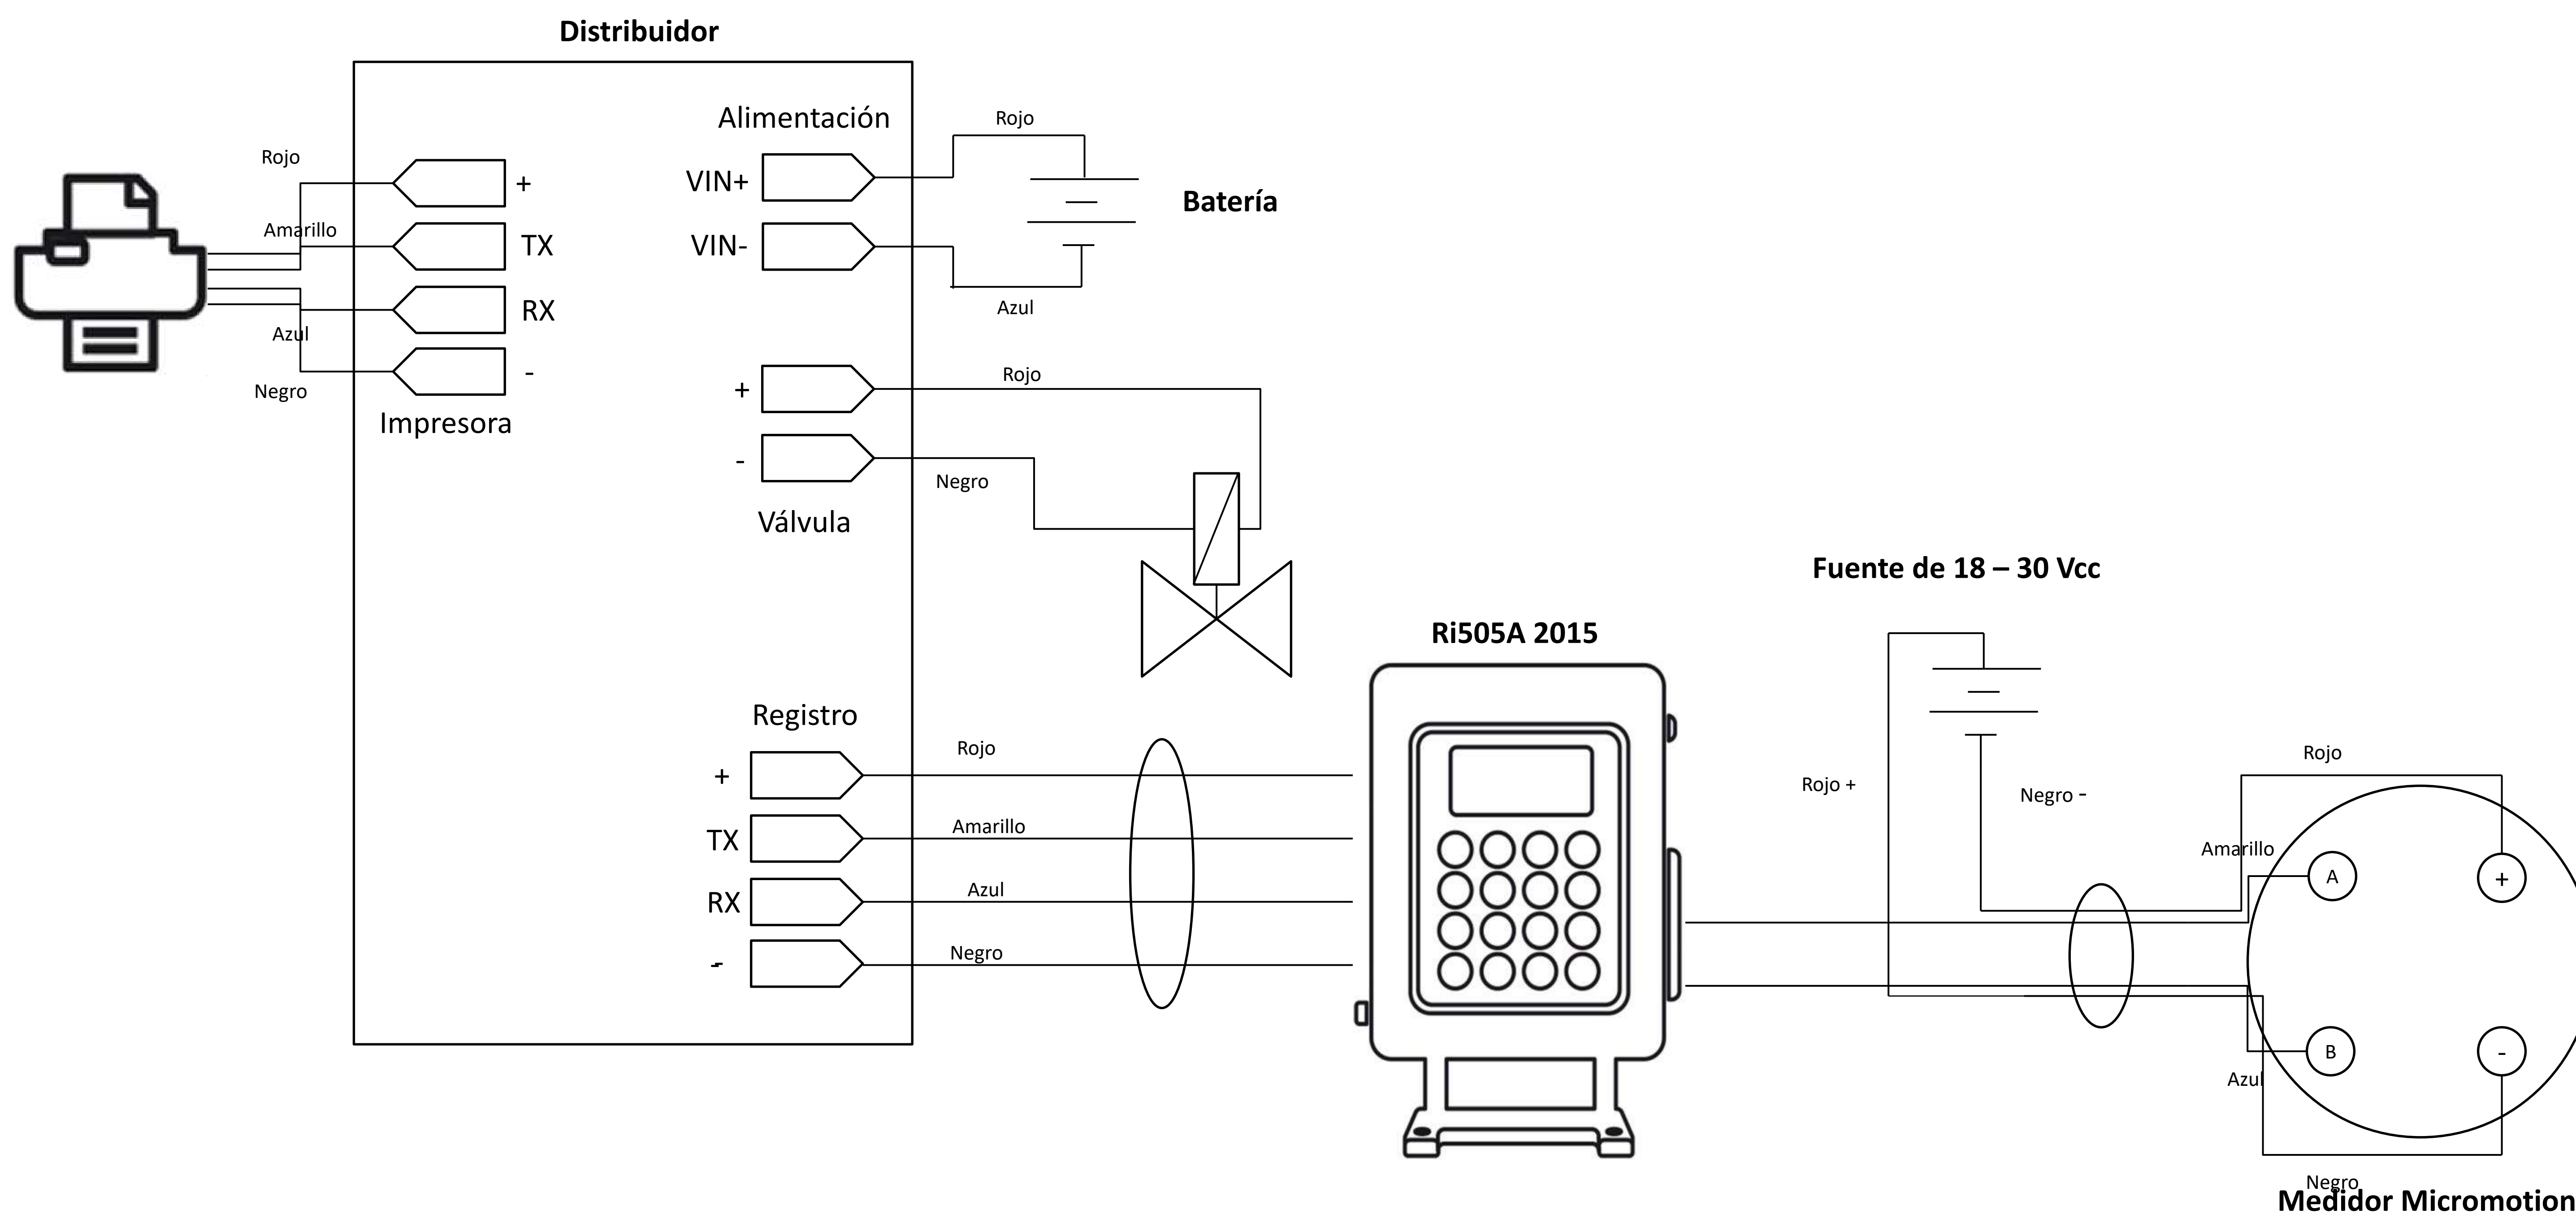 Distribuidor
Alimentación
Rojo
Rojo
+
VIN+
Batería
Amarillo
TX
VIN-
RX
Azul
Azul
-
Rojo
Negro
+
Impresora
-
Negro
Válvula
Fuente de 18 – 30 Vcc
Ri505A 2015
Registro
Rojo
Rojo
+
Rojo +
Negro -
Amarillo
TX
Amarillo
A
+
Azul
RX
Negro
-
B
-
Azul
Negro
Medidor Micromotion